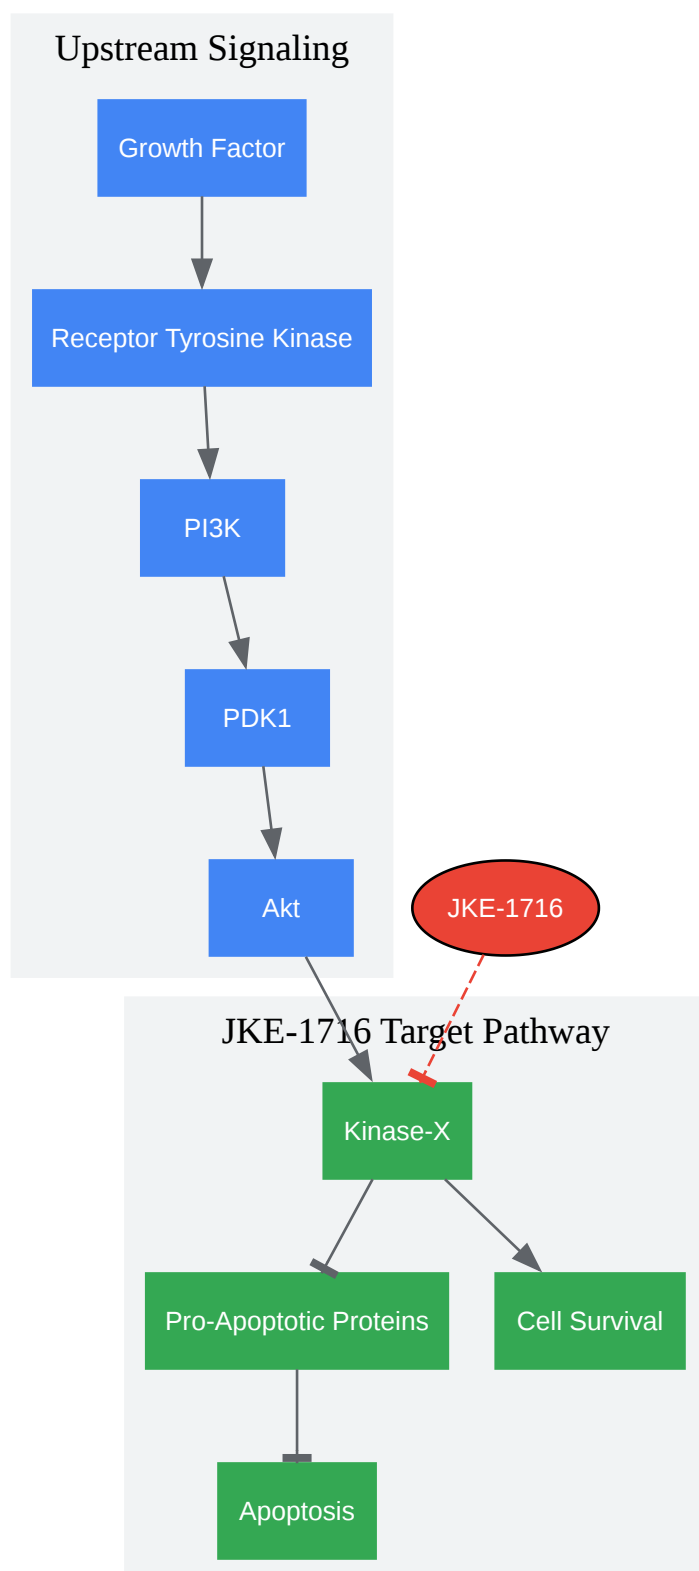 Upstream Signaling
Growth Factor
Receptor Tyrosine Kinase
PI3K
PDK1
Akt
JKE-1716
JKE-1716 Target Pathway
Kinase-X
Pro-Apoptotic Proteins
Cell Survival
Apoptosis